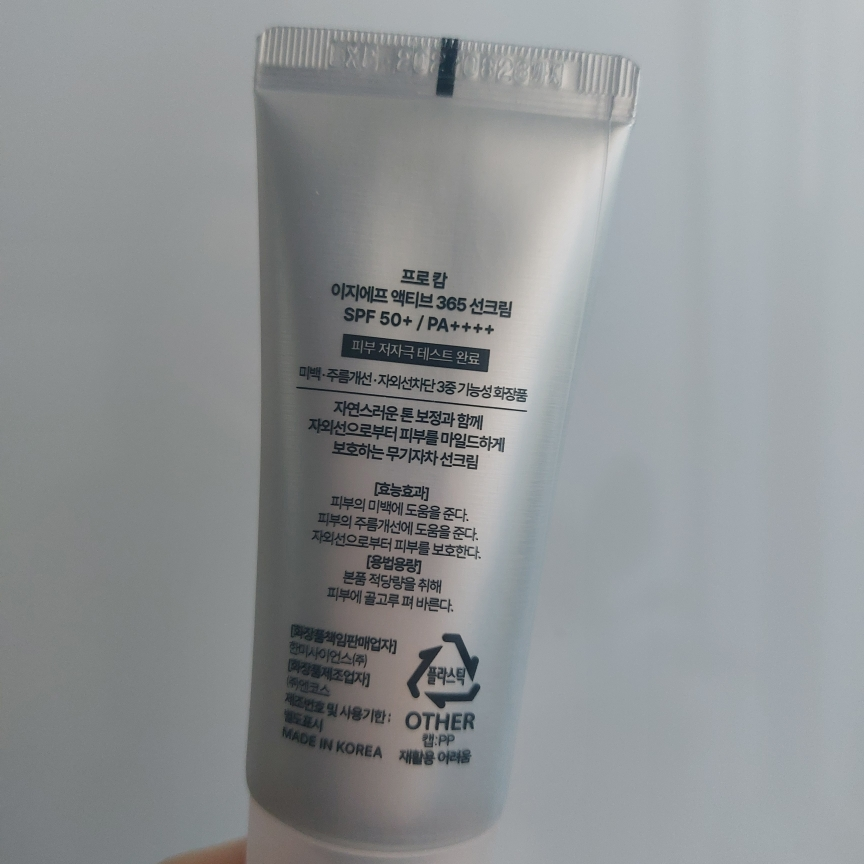 프로 캄
이지에프 액티브 365 선크림
SPF 50+ / PA++++
피부 저자극 테스트 완료
미백·주름개선·자외선차단 3중 기능성 화장품
자연스러운 톤 보정과 함께
자외선으로부터 피부를 마일드하게
보호하는 무기자차 선크림
[효능효과]
피부의 미백에 도움을 준다.
피부의 주름개선에 도움을 준다.
자외선으로부터 피부를 보호한다.
[용법용량]
본품 적당량을 취해
피부에 골고루 펴 바른다.
[화장품책임판매업자]
한미사이언스(주)
[화장품제조업자]
(주)엔코스
제조번호 및 사용기한 :
별도표시
MADE IN KOREA
플라스틱
OTHER
캡:PP
재활용 어려움